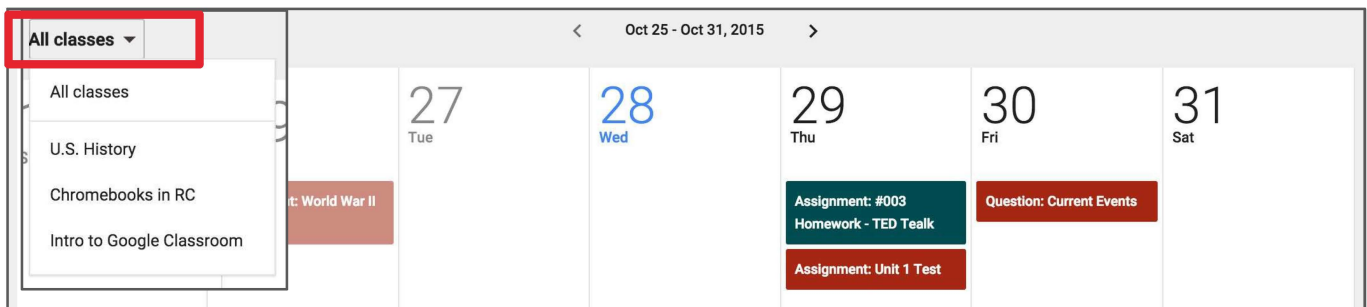 All classes
Oct 25 - Oct 31, 2015
All classes
U.S. History
Chromebooks in RC
Intro to Google Classroom
27
Tue
28
Wed
29
Thu
30
Fri
31
Sat
World War II
Assignment: #003
Homework - TED Tealk
Assignment: Unit 1 Test
Question: Current Events